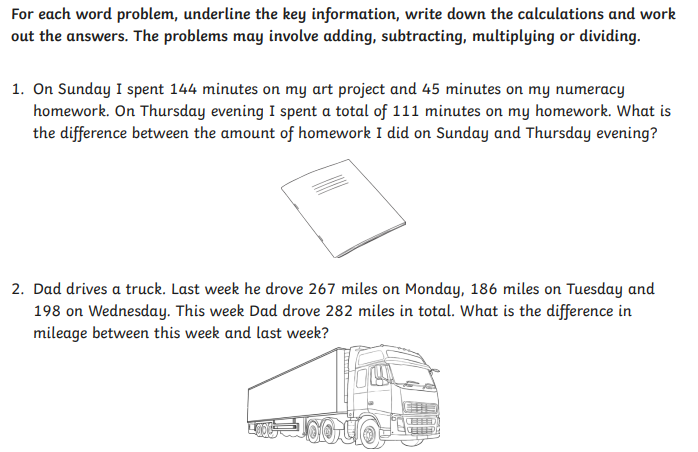 For each word problem, underline the key information, write down the calculations and work
out the answers. The problems may involve adding, subtracting, multiplying or dividing.
1. On Sunday I spent 144 minutes on my art project and 45 minutes on my numeracy
homework. On Thursday evening I spent a total of 111 minutes on my homework. What is
the difference between the amount of homework I did on Sunday and Thursday evening?
2. Dad drives a truck. Last week he drove 267 miles on Monday, 186 miles on Tuesday and
198 on Wednesday. This week Dad drove 282 miles in total. What is the difference in
mileage between this week and last week?